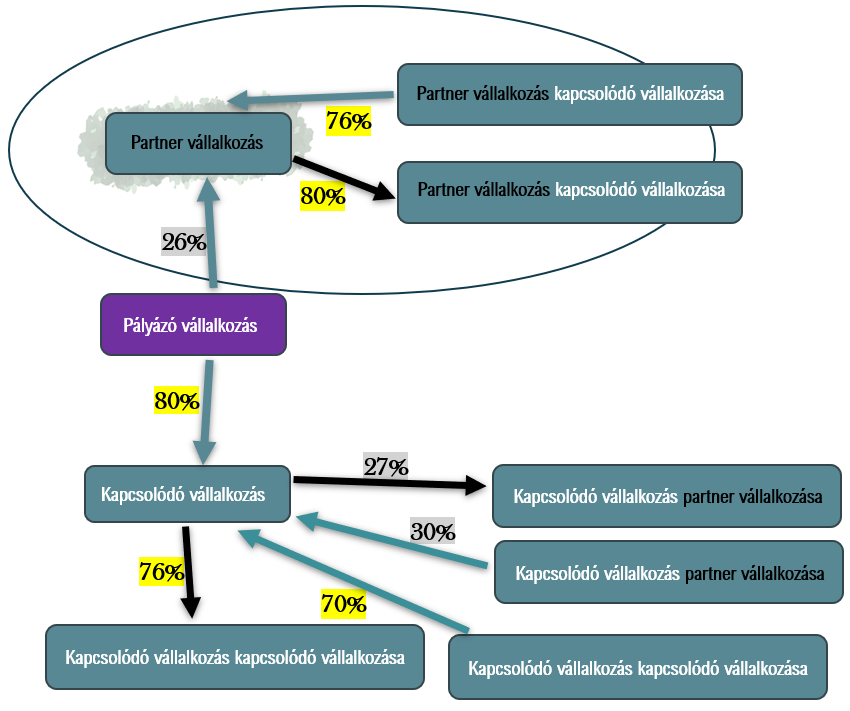 Partner vállalkozás kapcsolódó vállalkozása
76%
Partner vállalkozás
80%
Partner vállalkozás kapcsolódó vállalkozása
26%
Pályázó vállalkozás
80%
Kapcsolódó vállalkozás
27%
Kapcsolódó vállalkozás partner vállalkozása
30%
Kapcsolódó vállalkozás partner vállalkozása
76%
70%
Kapcsolódó vállalkozás kapcsolódó vállalkozása
Kapcsolódó vállalkozás kapcsolódó vállalkozása